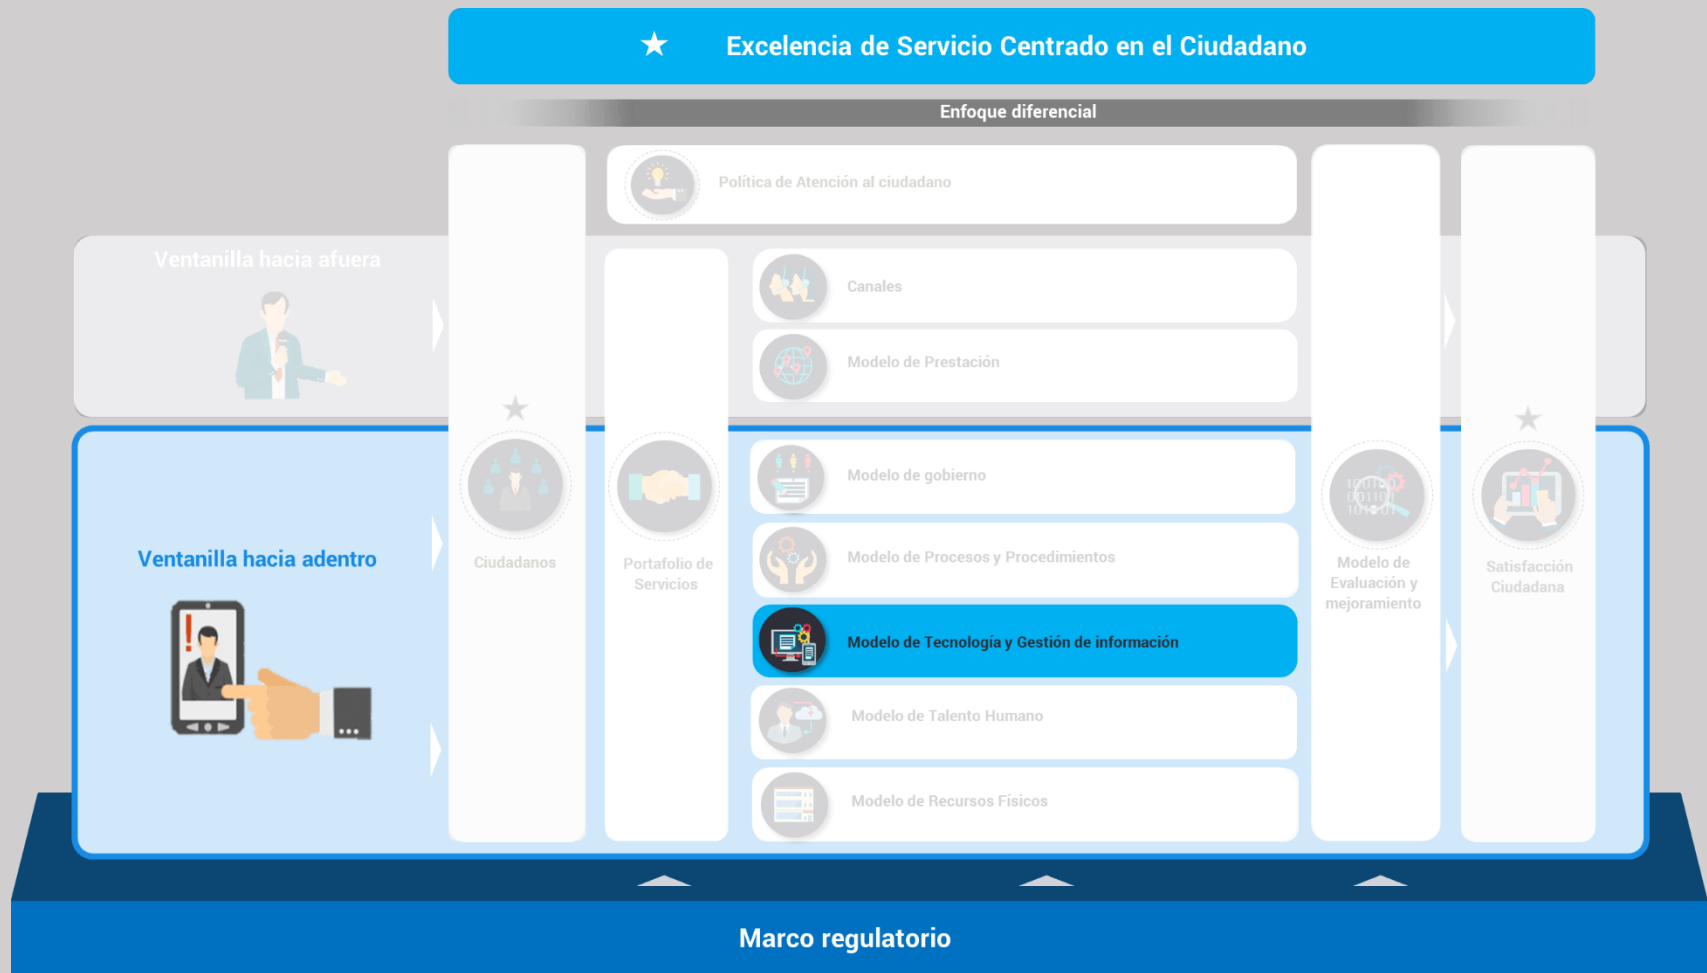 Excelencia de Servicio Centrado en el Ciudadano
Enfoque diferencial
Política de Atención al ciudadano
Ventanilla hacia afuera
Canales
Modelo de Prestación
Ventanilla hacia adentro
Ciudadanos
Portafolio de
Servicios
Modelo de gobierno
Modelo de Procesos y Procedimientos
Modelo de Tecnología y Gestión de información
Modelo de Talento Humano
Modelo de Recursos Físicos
Modelo de
Evaluación y
mejoramiento
Satisfacción
Ciudadana
Marco regulatorio